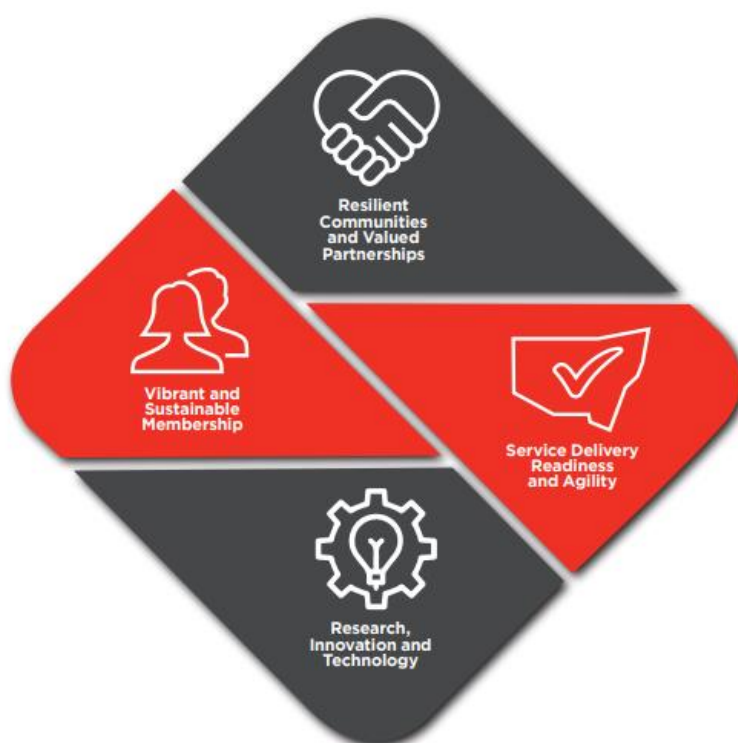 Resilient
Communities
and Valued
Partnerships
Vibrant and
Sustainable
Membership
Service Delivery
Readiness
and Agility
Research,
Innovation and
Technology